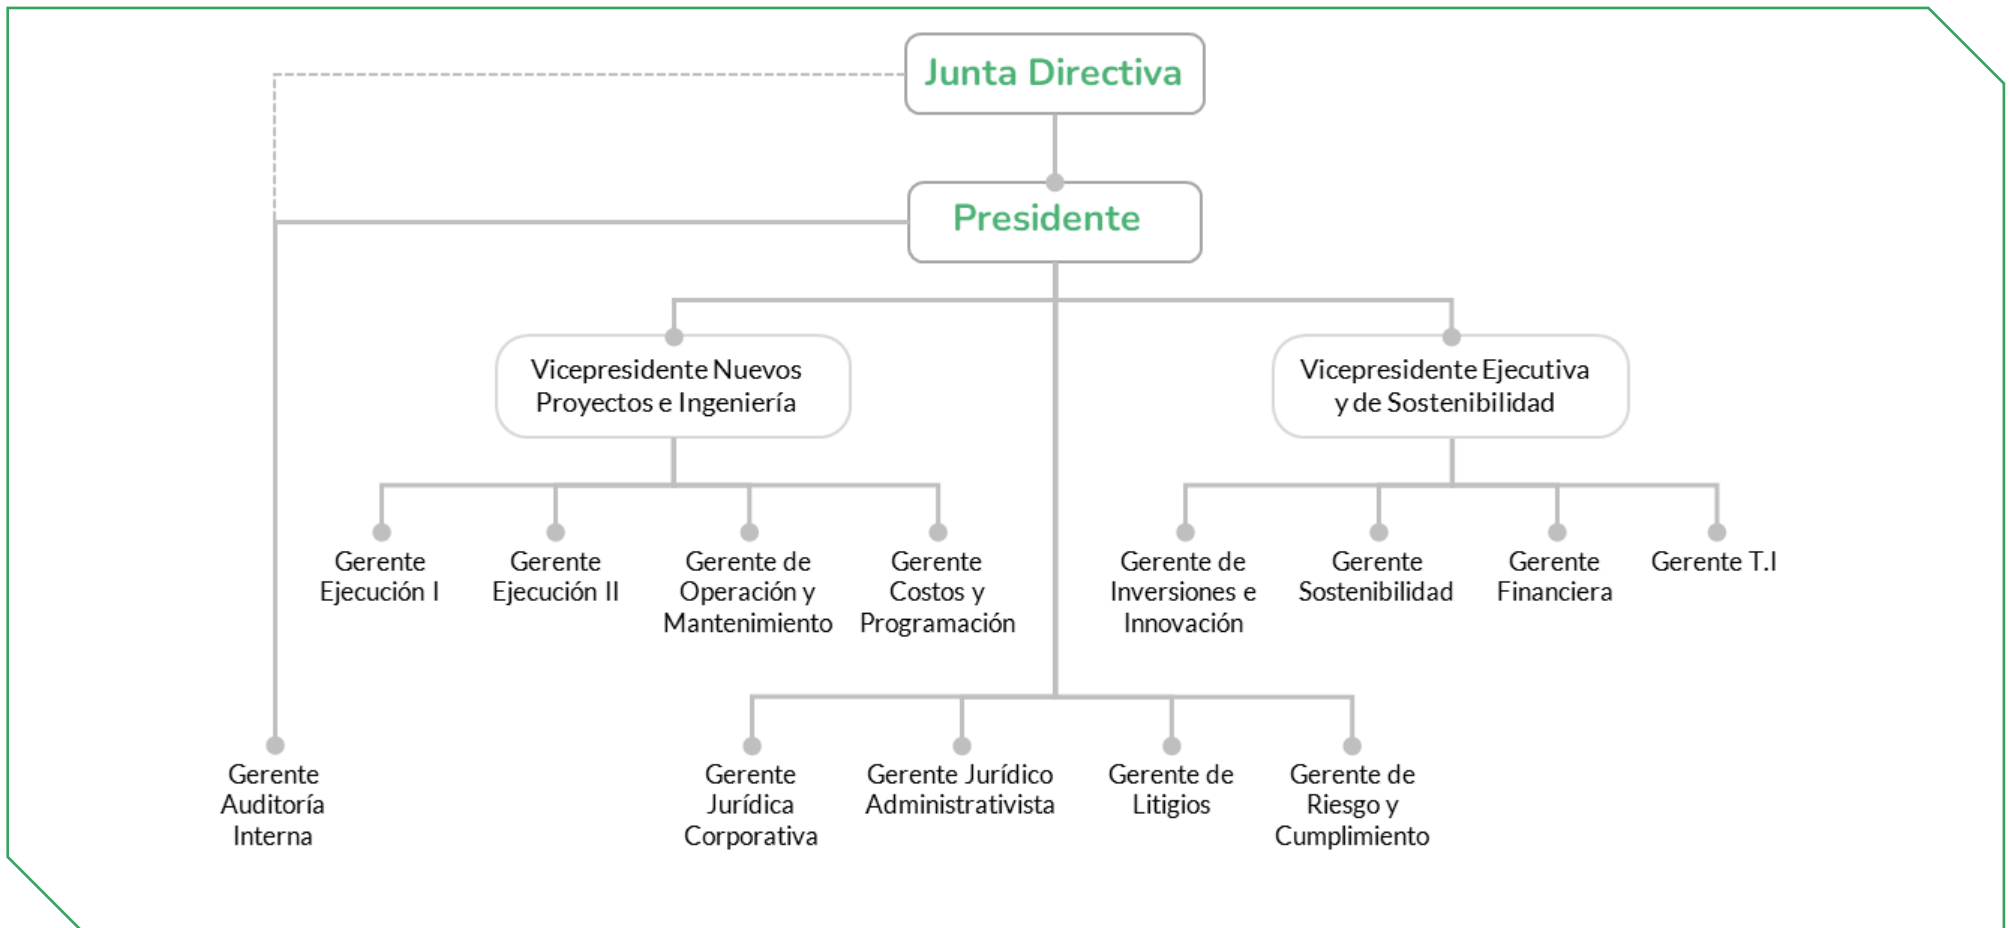 Junta Directiva
Presidente
Vicepresidente Nuevos
Proyectos e Ingeniería
Vicepresidente Ejecutiva
y de Sostenibilidad
Gerente
Ejecución I
Gerente
Ejecución II
Gerente de
Operación y
Mantenimiento
Gerente
Costos y
Programación
Gerente de
Inversiones e
Innovación
Gerente
Sostenibilidad
Gerente
Financiera
Gerente T.I
Gerente
Auditoría
Interna
Gerente
Jurídica
Corporativa
Gerente Jurídico
Administrativista
Gerente de
Litigios
Gerente de
Riesgo y
Cumplimiento